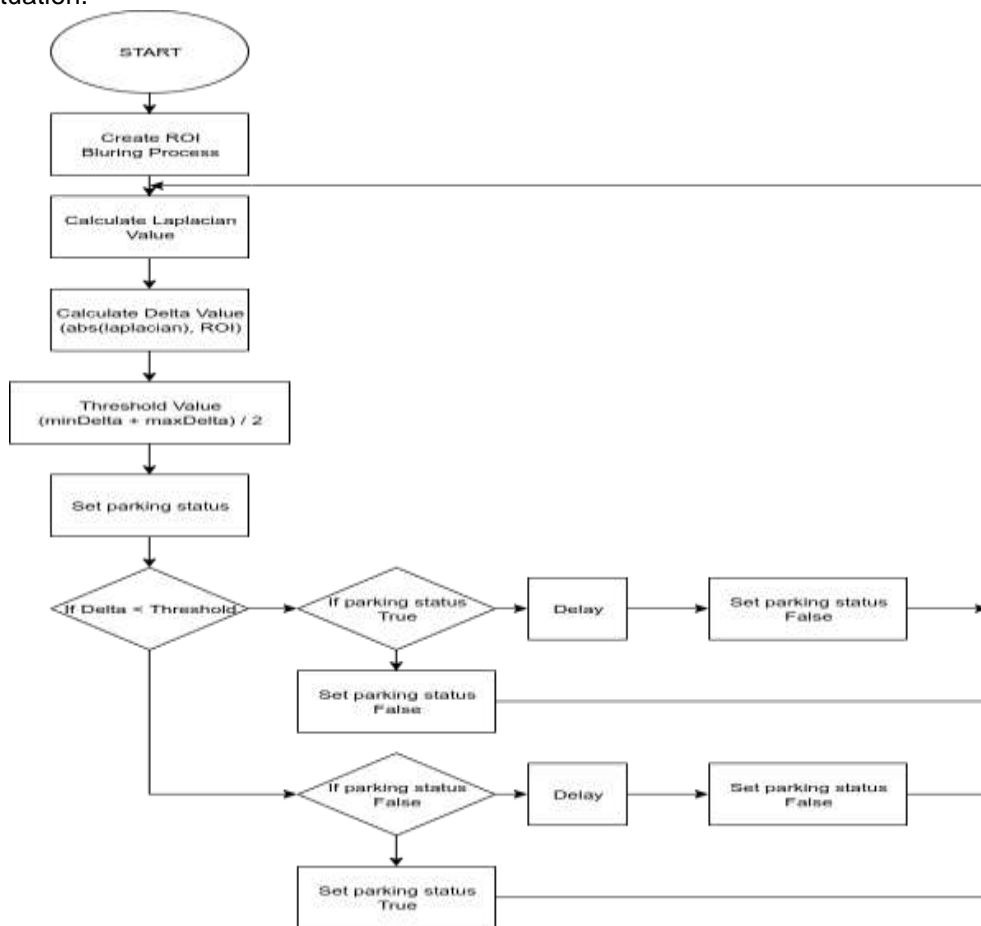 tuation.
START
Create ROI
Bluring Process
Calculate Laplacian
Value
Calculate Delta Value
(abs(laplacian), ROI)
Threshold Value
(minDelta + maxDelta) / 2
Set parking status
If Delta < Threshold
If parking status
True
Delay
Set parking status
False
Set parking status
False
If parking status
False
Delay
Set parking status
False
Set parking status
True